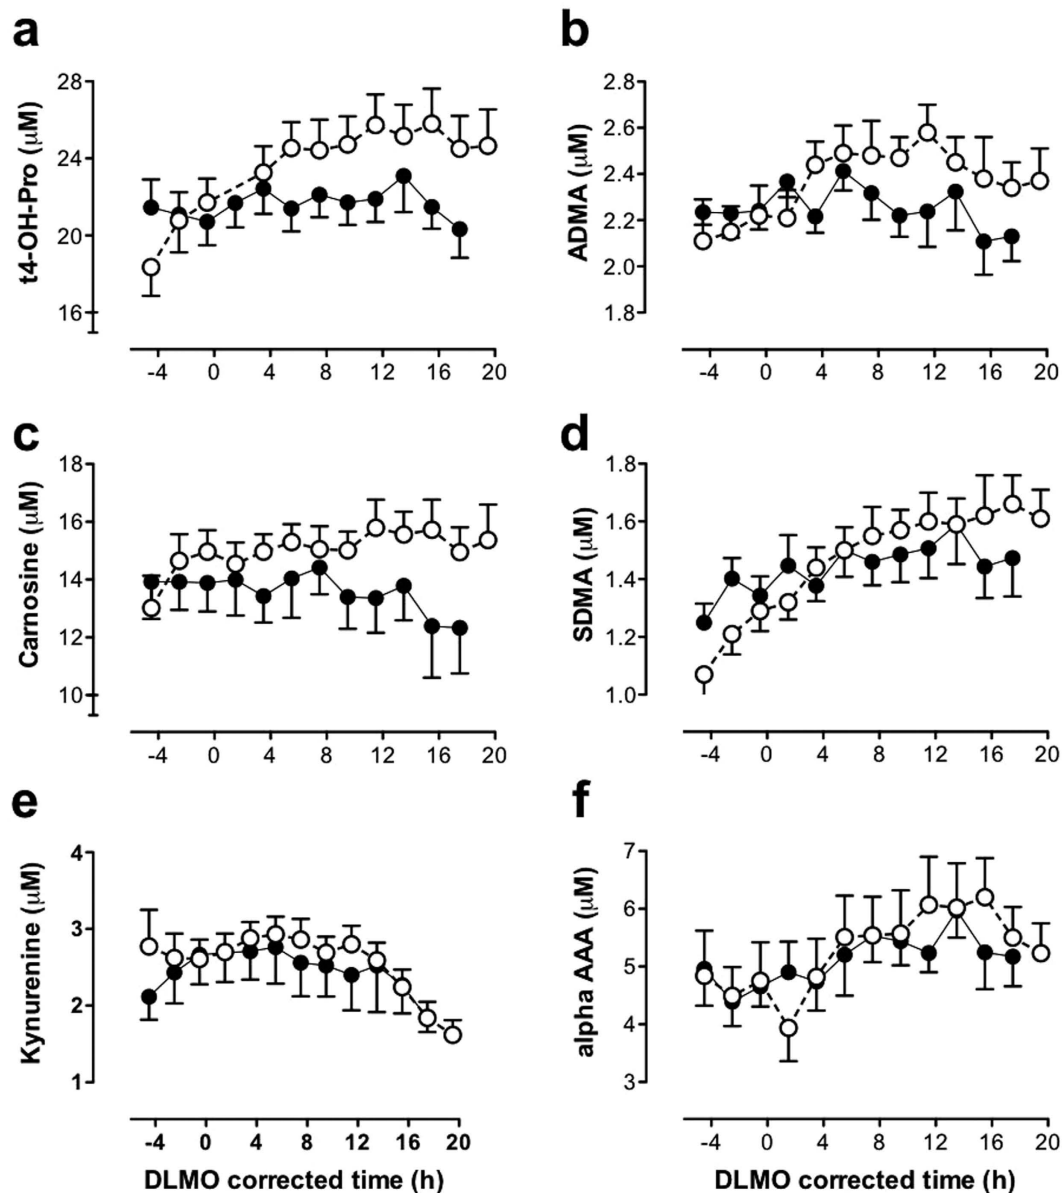 a
t4-OH-Pro (μM)
28
24
20
16
-4 0 4 8 12 16 20
b
ADMA (μM)
2.8
2.6
2.4
2.2
2.0
1.8
-4 0 4 8 12 16 20
c
Carnosine (μM)
18
16
14
12
10
-4 0 4 8 12 16 20
d
SDMA (μM)
1.8
1.6
1.4
1.2
1.0
-4 0 4 8 12 16 20
e
Kynurenine (μM)
4
3
2
1
-4 0 4 8 12 16 20
DLMO corrected time (h)
f
alpha AAA (μM)
7
6
5
4
3
-4 0 4 8 12 16 20
DLMO corrected time (h)